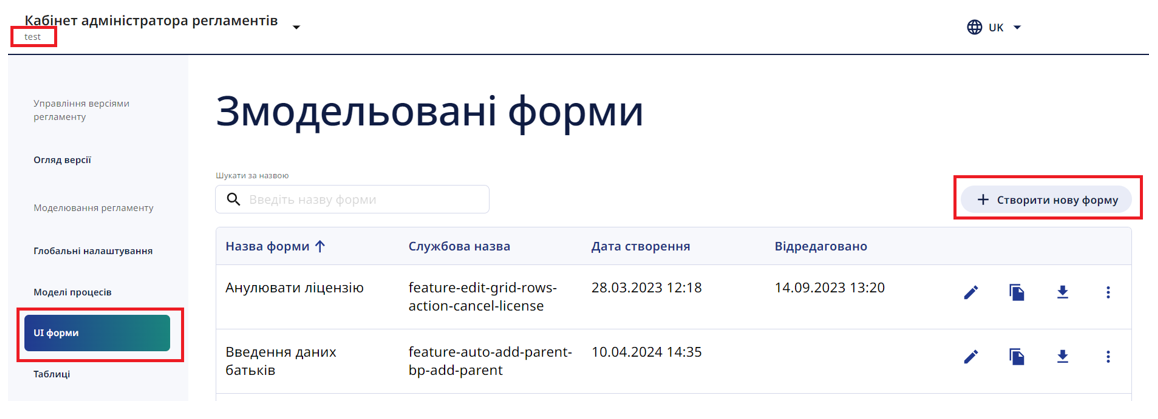 Кабінет адміністратора регламентів
test
UK
Управління версіями
регламенту
Огляд версії
Моделювання регламенту
Глобальні налаштування
Моделі процесів
UI форми
Таблиці
Змодельовані форми
Шукати за назвою
Введіть назву форми
Створити нову форму
Назва форми Службова назва Дата створення Відредаговано
Анулювати ліцензію feature-edit-grid-rows- 28.03.2023 12:18 14.09.2023 13:20
action-cancel-license
Введення даних feature-auto-add-parent- 10.04.2024 14:35
батьків bp-add-parent